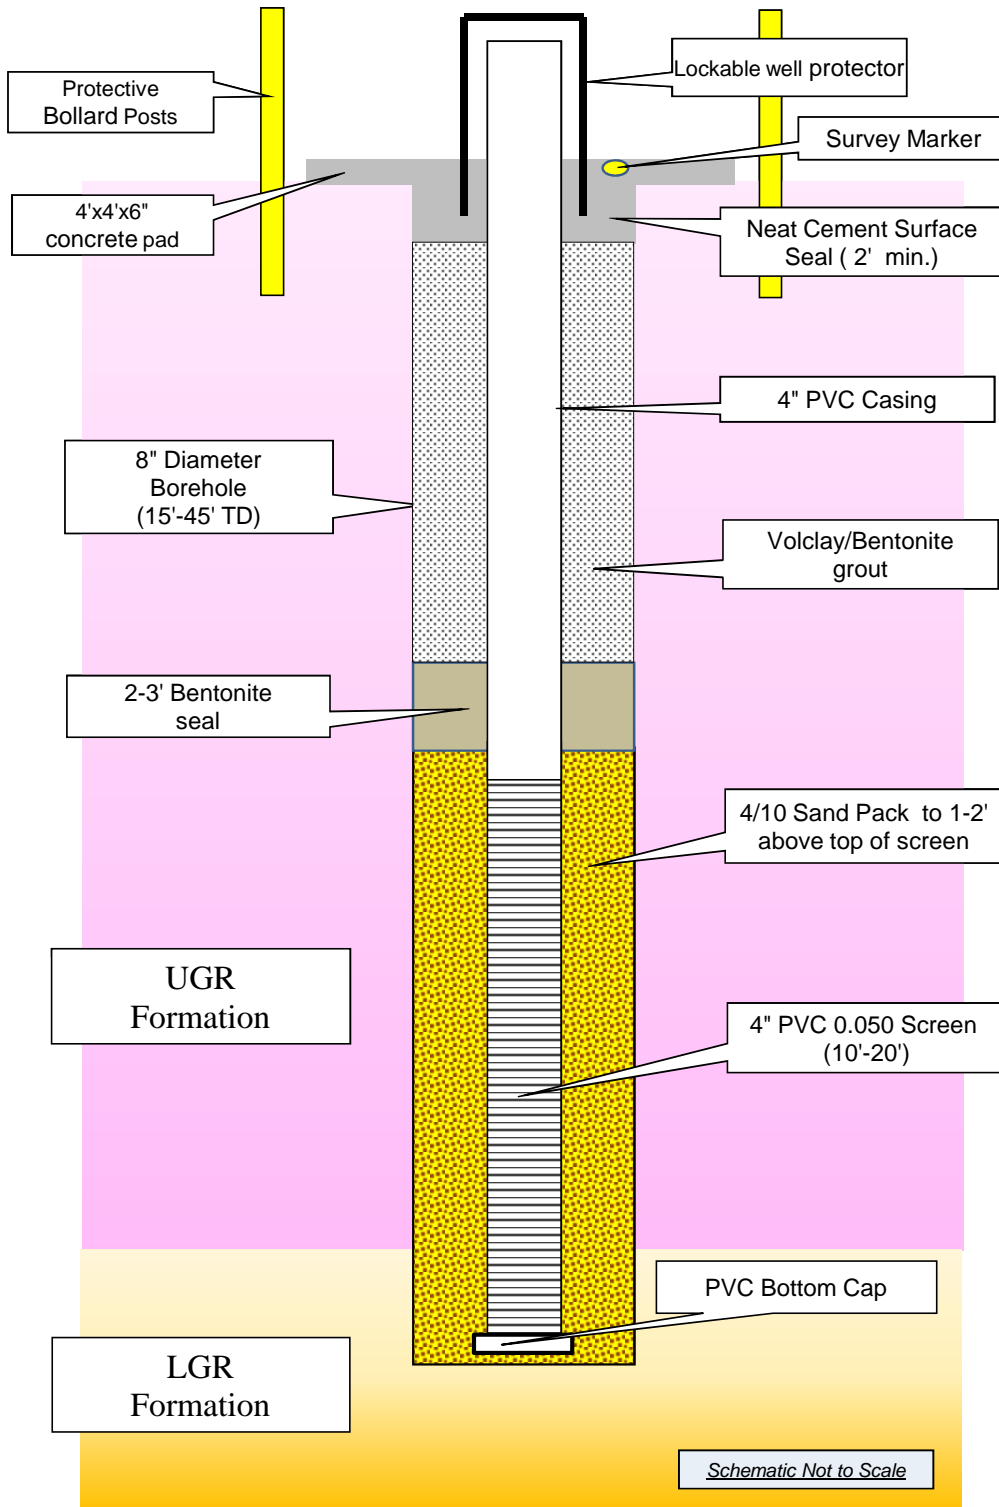 Protective
Bollard Posts
Lockable well protector
Survey Marker
4'x4'x6"
concrete pad
Neat Cement Surface
Seal ( 2' min.)
4" PVC Casing
8" Diameter
Borehole
(15'-45' TD)
Volclay/Bentonite
grout
2-3' Bentonite
seal
4/10 Sand Pack to 1-2'
above top of screen
UGR
Formation
4" PVC 0.050 Screen
(10'-20')
PVC Bottom Cap
LGR
Formation
Schematic Not to Scale